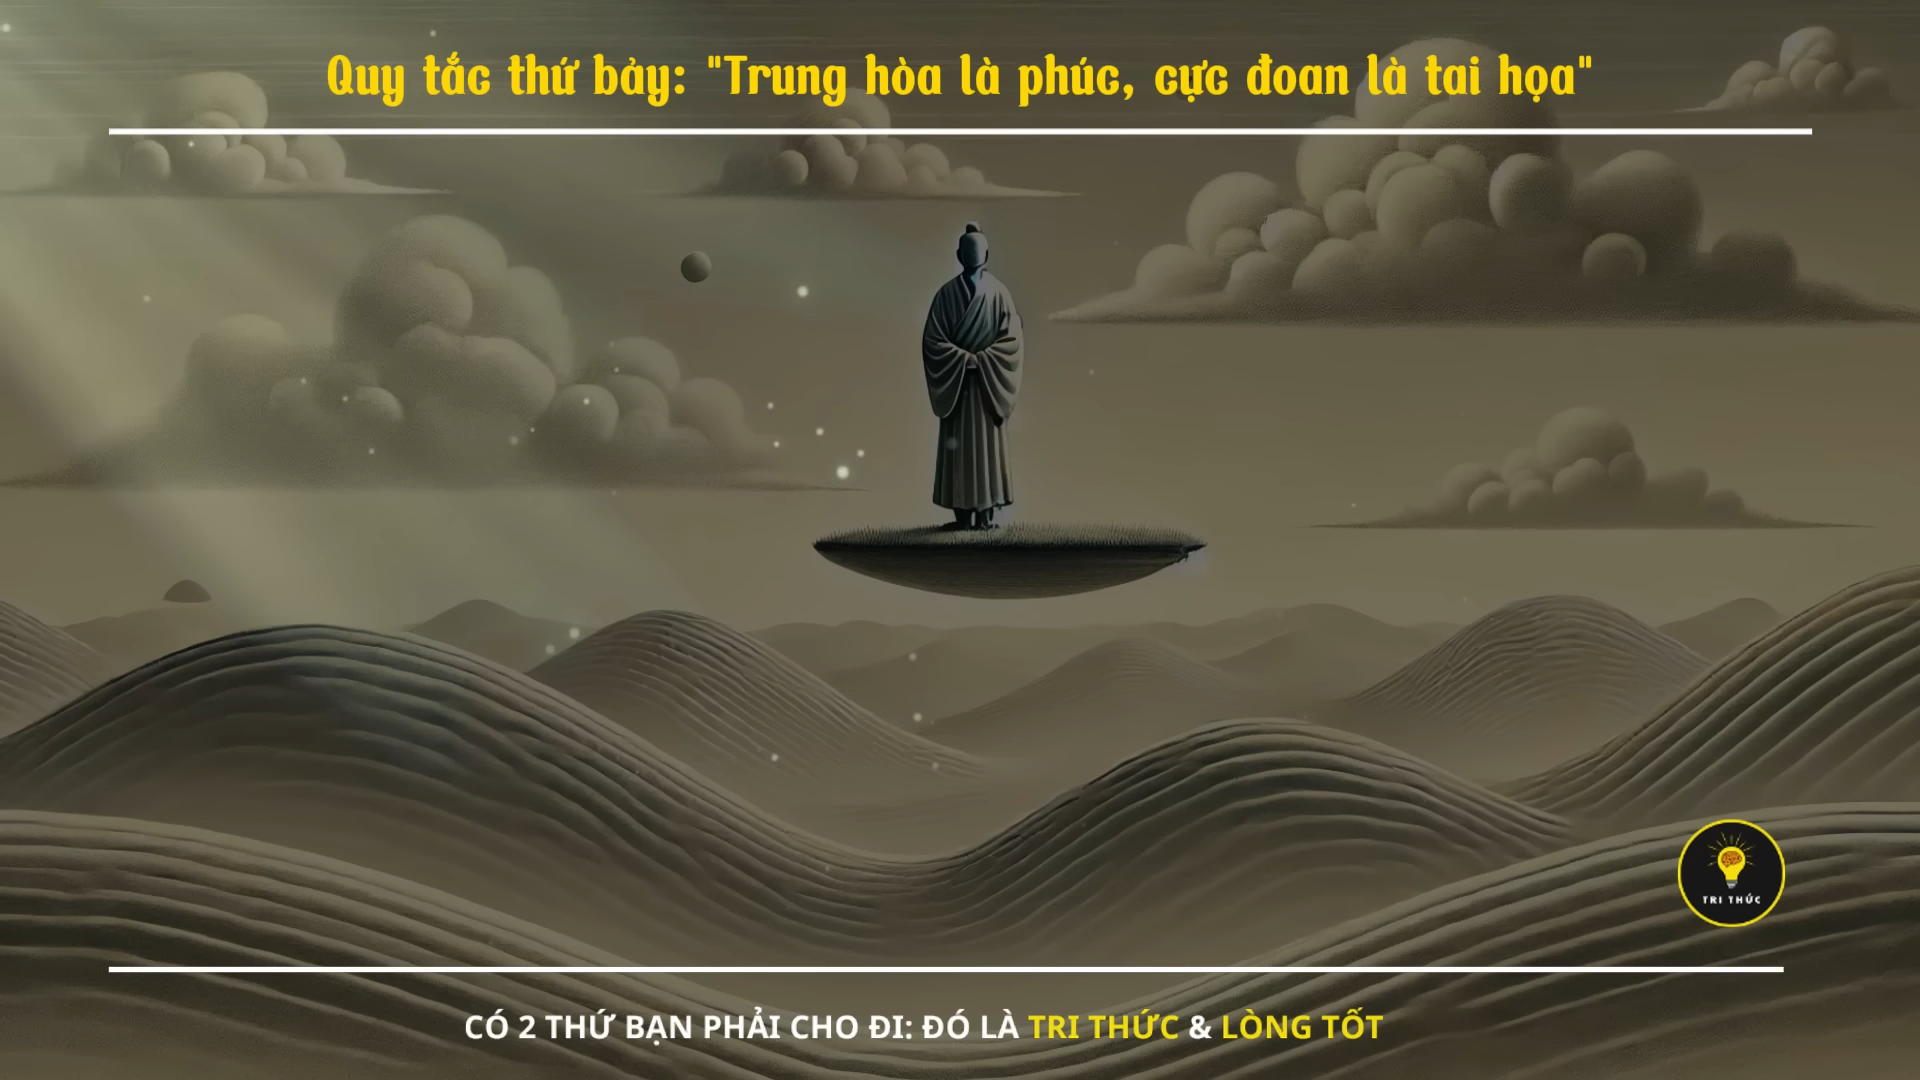 Quy tắc thứ bảy: "Trung hòa là phúc, cực đoan là tai họa"
TRI THỨC
CÓ 2 THỨ BẠN PHẢI CHO ĐI: ĐÓ LÀ TRI THỨC & LÒNG TỐT